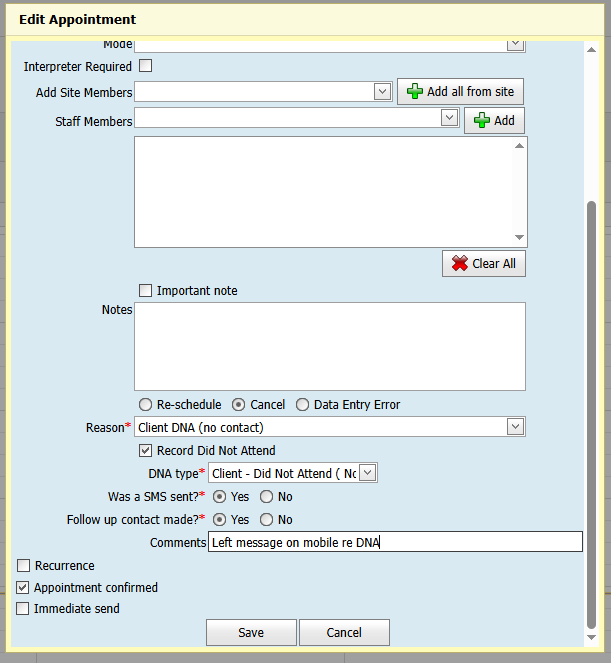 Edit Appointment
Mode
Interpreter Required
Add Site Members Add all from site
Staff Members Add
Clear All
Important note
Notes
Re-schedule Cancel Data Entry Error
Reason* Client DNA (no contact)
Record Did Not Attend
DNA type* Client - Did Not Attend ( No
Was a SMS sent?* Yes No
Follow up contact made?* Yes No
Comments Left message on mobile re DNA
Recurrence
Appointment confirmed
Immediate send
Save Cancel